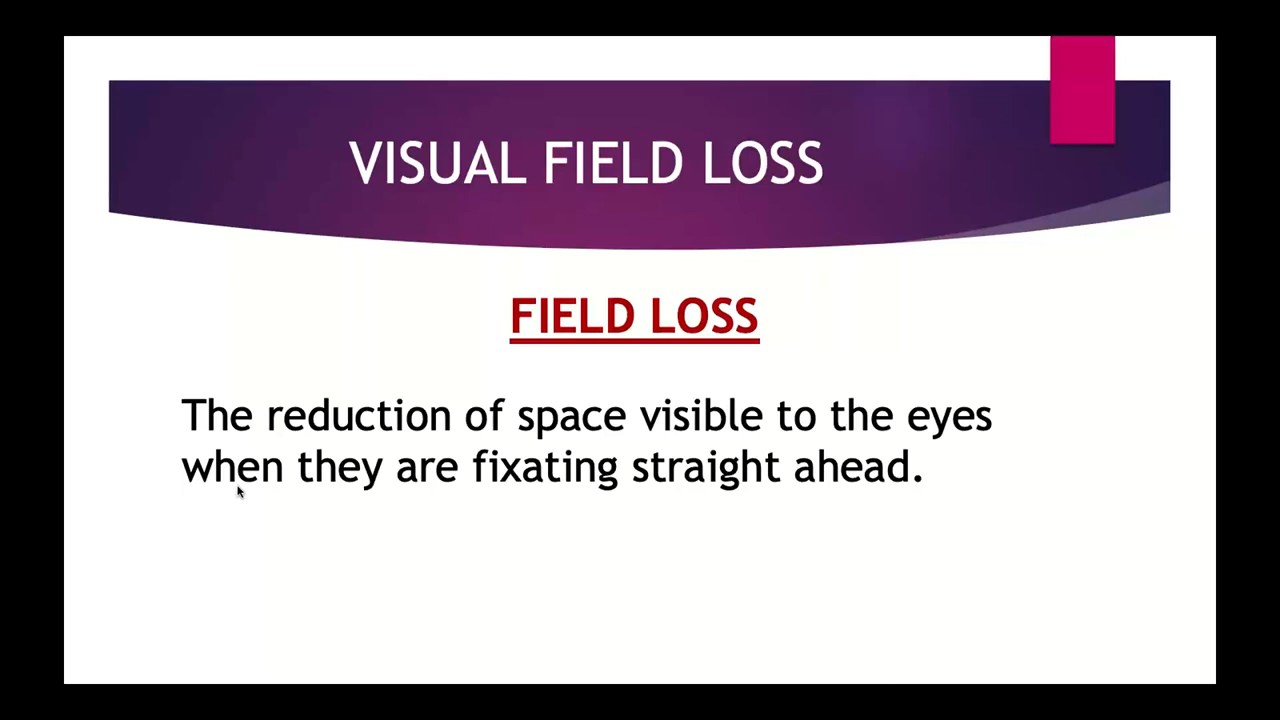 VISUAL FIELD LOSS
FIELD LOSS
The reduction of space visible to the eyes
when they are fixating straight ahead.